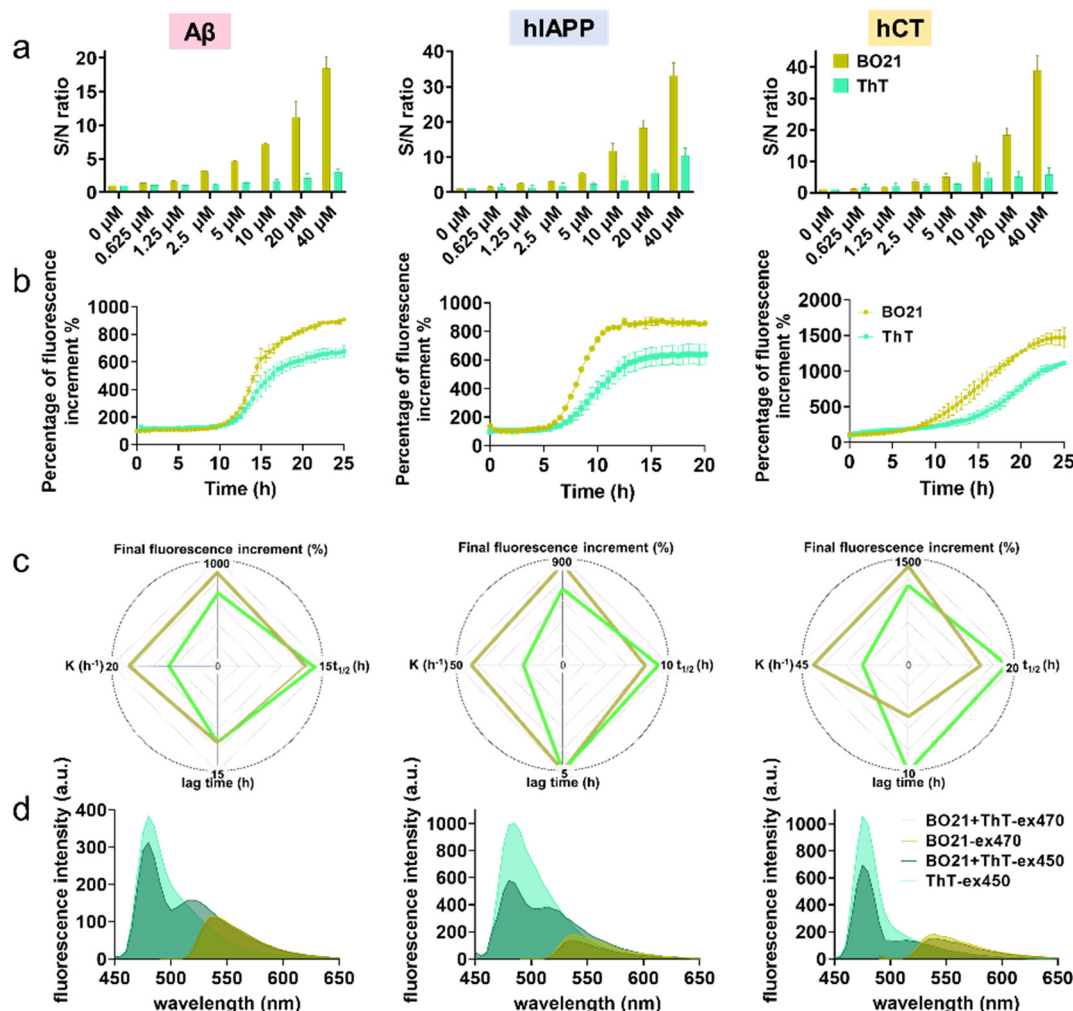 Aβ
hIAPP
hCT
a
S/N ratio
20
15
10
5
0
0 μM
0.625 μM
1.25 μM
2.5 μM
5 μM
10 μM
20 μM
40 μM
S/N ratio
40
30
20
10
0
0 μM
0.625 μM
1.25 μM
2.5 μM
5 μM
10 μM
20 μM
40 μM
S/N ratio
40
30
20
10
0
BO21
ThT
0 μM
0.625 μM
1.25 μM
2.5 μM
5 μM
10 μM
20 μM
40 μM
b
Percentage of fluorescence
increment %
1000
800
600
400
200
0
0 5 10 15 20 25
Time (h)
Percentage of fluorescence
increment %
1000
800
600
400
200
0
0 5 10 15 20
Time (h)
Percentage of fluorescence
increment %
2000
1500
1000
500
0
BO21
ThT
0 5 10 15 20 25
Time (h)
c
Final fluorescence increment (%)
1000
K (h⁻¹) 20
0
15 t₁/₂ (h)
15
lag time (h)
Final fluorescence increment (%)
900
K (h⁻¹) 50
0
10 t₁/₂ (h)
5
lag time (h)
Final fluorescence increment (%)
1500
K (h⁻¹) 45
0
20 t₁/₂ (h)
10
lag time (h)
d
fluorescence intensity (a.u.)
400
300
200
100
0
450 500 550 600 650
wavelength (nm)
fluorescence intensity (a.u.)
1000
800
600
400
200
0
450 500 550 600 650
wavelength (nm)
fluorescence intensity (a.u.)
1000
800
600
400
200
0
BO21+ThT-ex470
BO21-ex470
BO21+ThT-ex450
ThT-ex450
450 500 550 600 650
wavelength (nm)